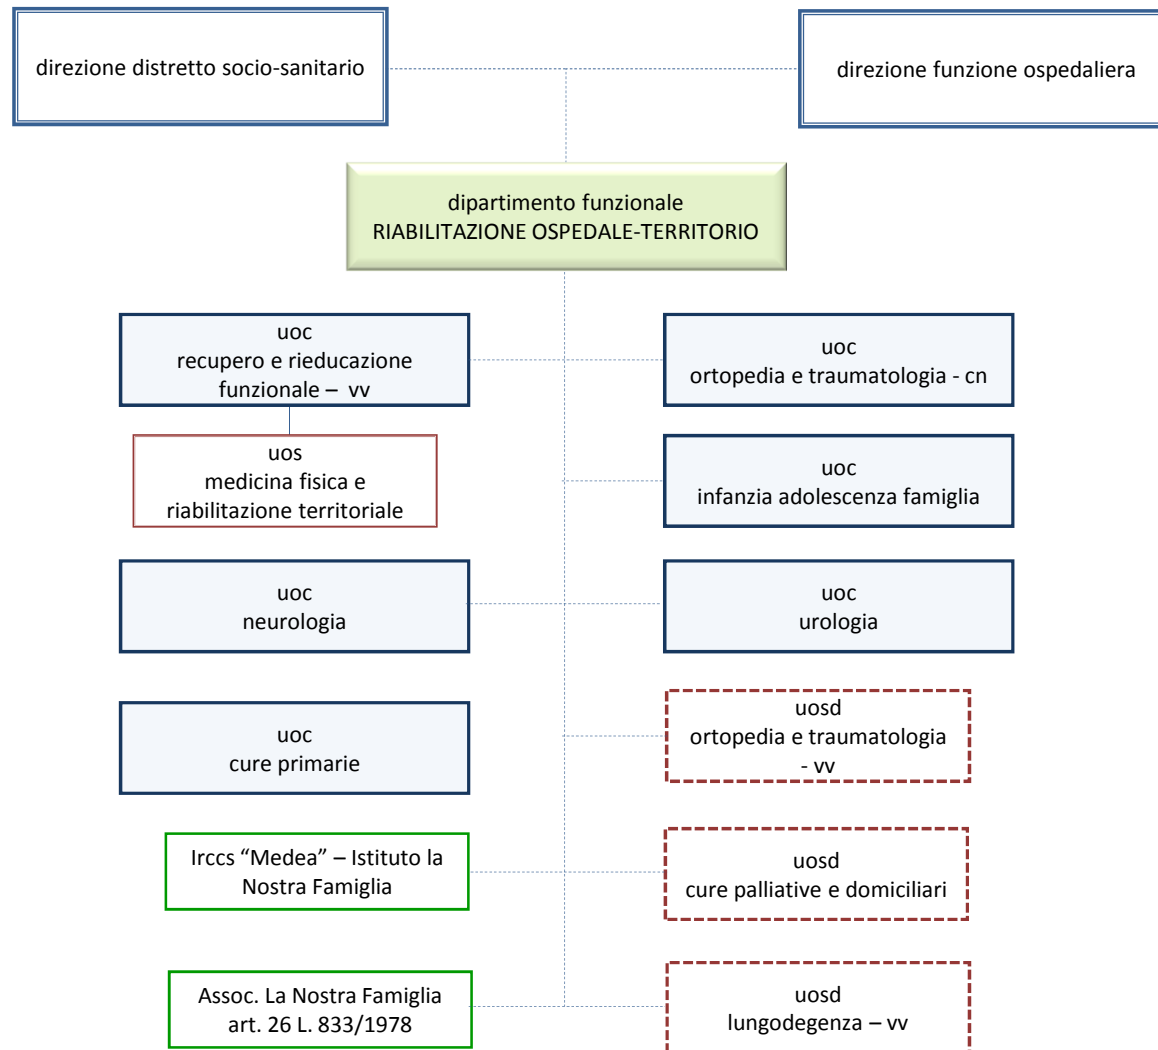 direzione distretto socio-sanitario
direzione funzione ospedaliera
dipartimento funzionale
RIABILITAZIONE OSPEDALE-TERRITORIO
uoc
recupero e rieducazione
funzionale – vv
uoc
ortopedia e traumatologia - cn
uos
medicina fisica e
riabilitazione territoriale
uoc
infanzia adolescenza famiglia
uoc
neurologia
uoc
urologia
uoc
cure primarie
uosd
ortopedia e traumatologia
- vv
Irccs “Medea” – Istituto la
Nostra Famiglia
uosd
cure palliative e domiciliari
Assoc. La Nostra Famiglia
art. 26 L. 833/1978
uosd
lungodegenza – vv